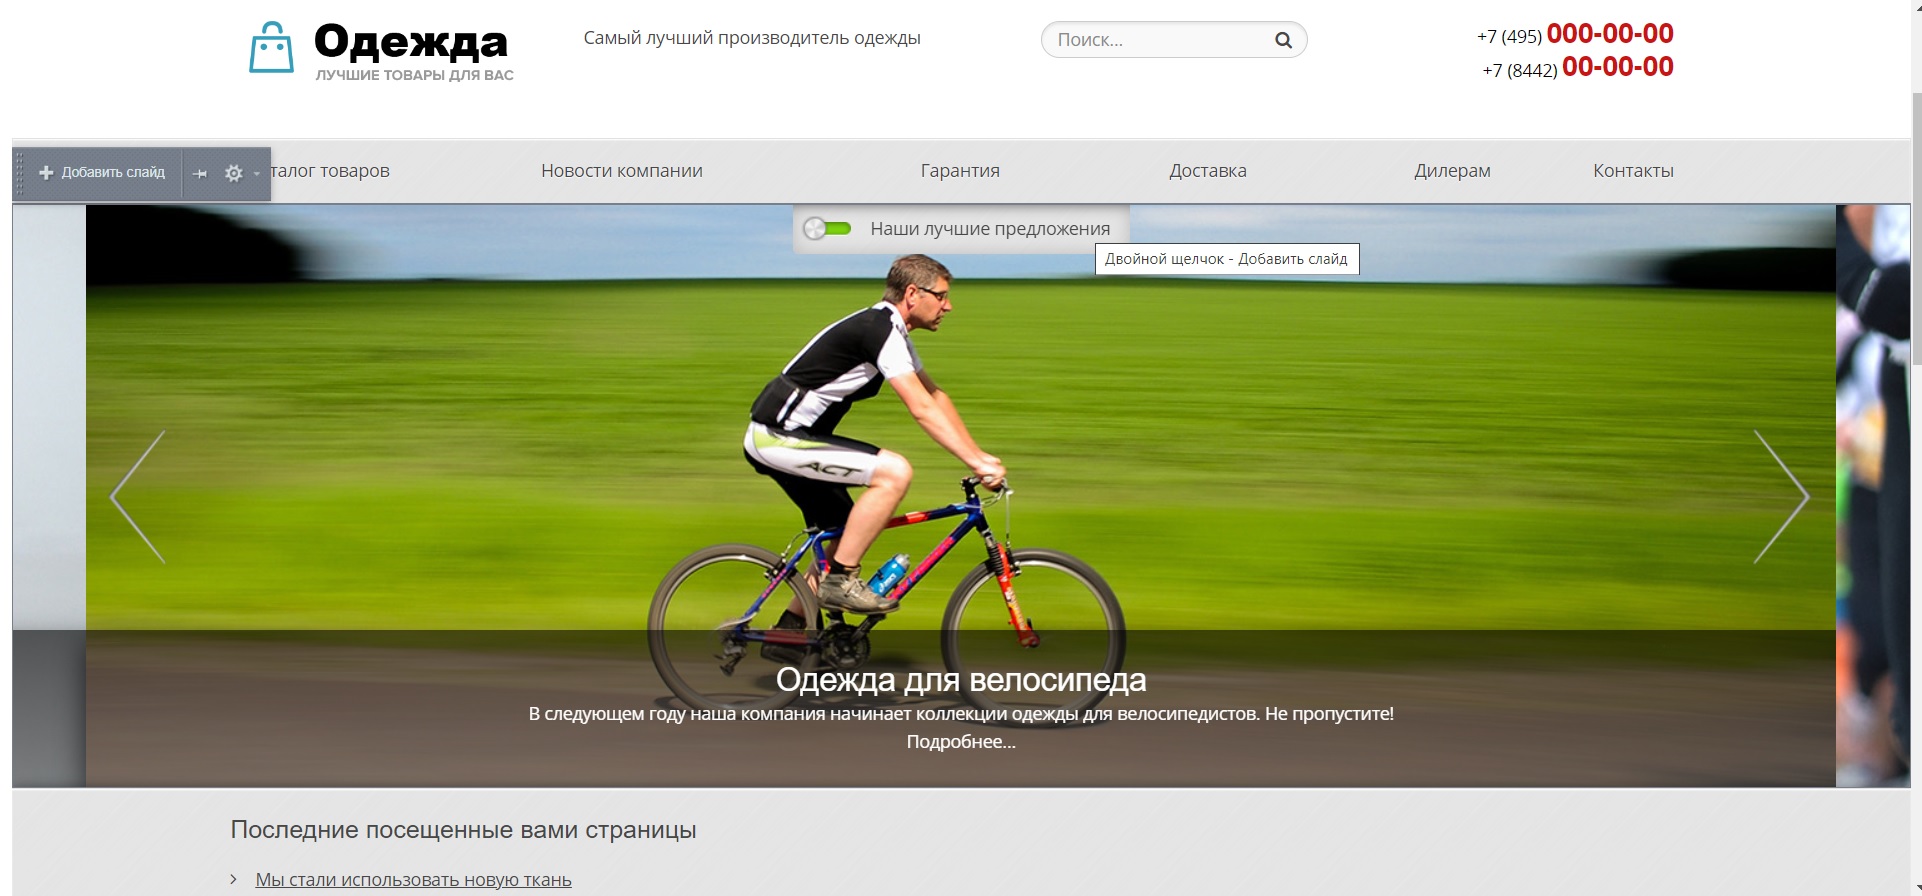 Одежда
ЛУЧШИЕ ТОВАРЫ ДЛЯ ВАС
Самый лучший производитель одежды
Поиск...
+7 (495) 000-00-00
+7 (8442) 00-00-00
Добавить слайд
талог товаров
Новости компании
Гарантия
Доставка
Дилерам
Контакты
Наши лучшие предложения
Двойной щелчок - Добавить слайд
ACT
Одежда для велосипеда
В следующем году наша компания начинает коллекции одежды для велосипедистов. Не пропустите!
Подробнее...
Последние посещенные вами страницы
Мы стали использовать новую ткань